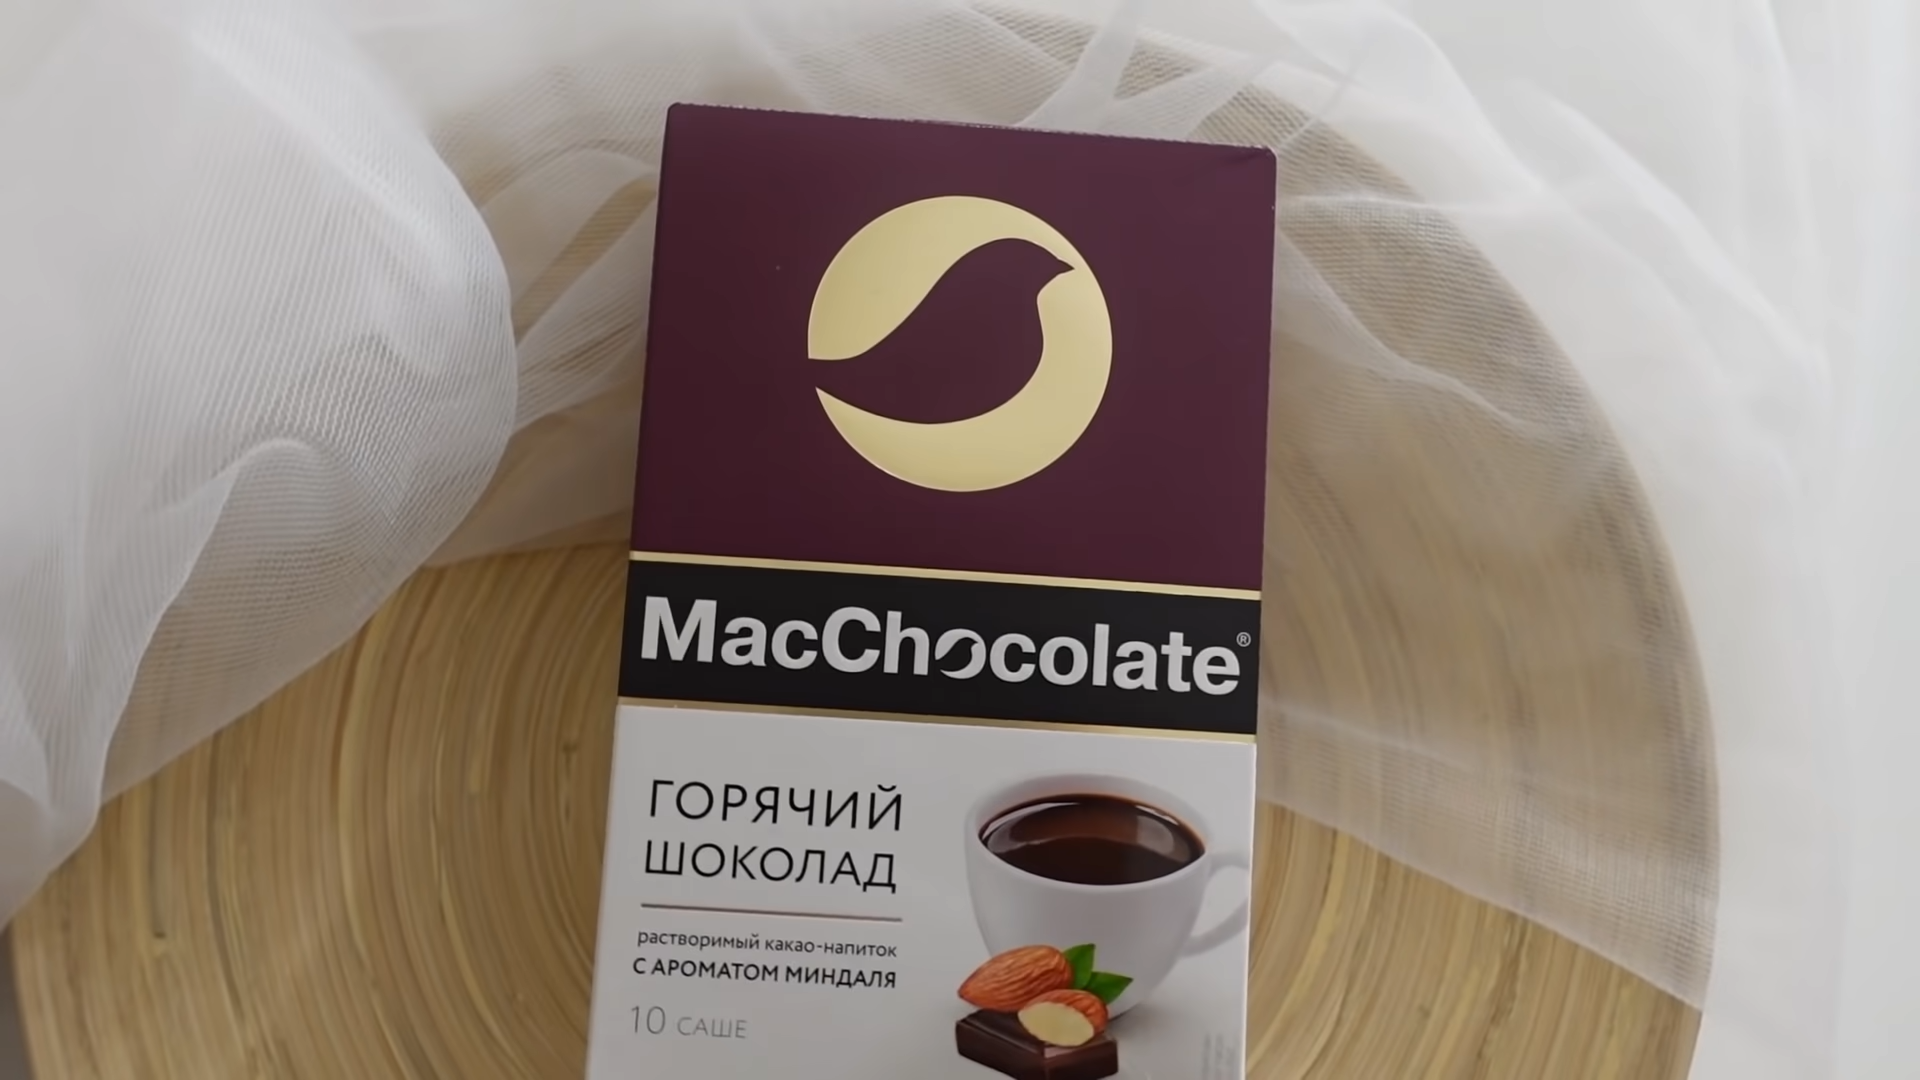 MacChocolate®
ГОРЯЧИЙ
ШОКОЛАД
растворимый какао-напиток
С АРОМАТОМ МИНДАЛЯ
10 САШЕ